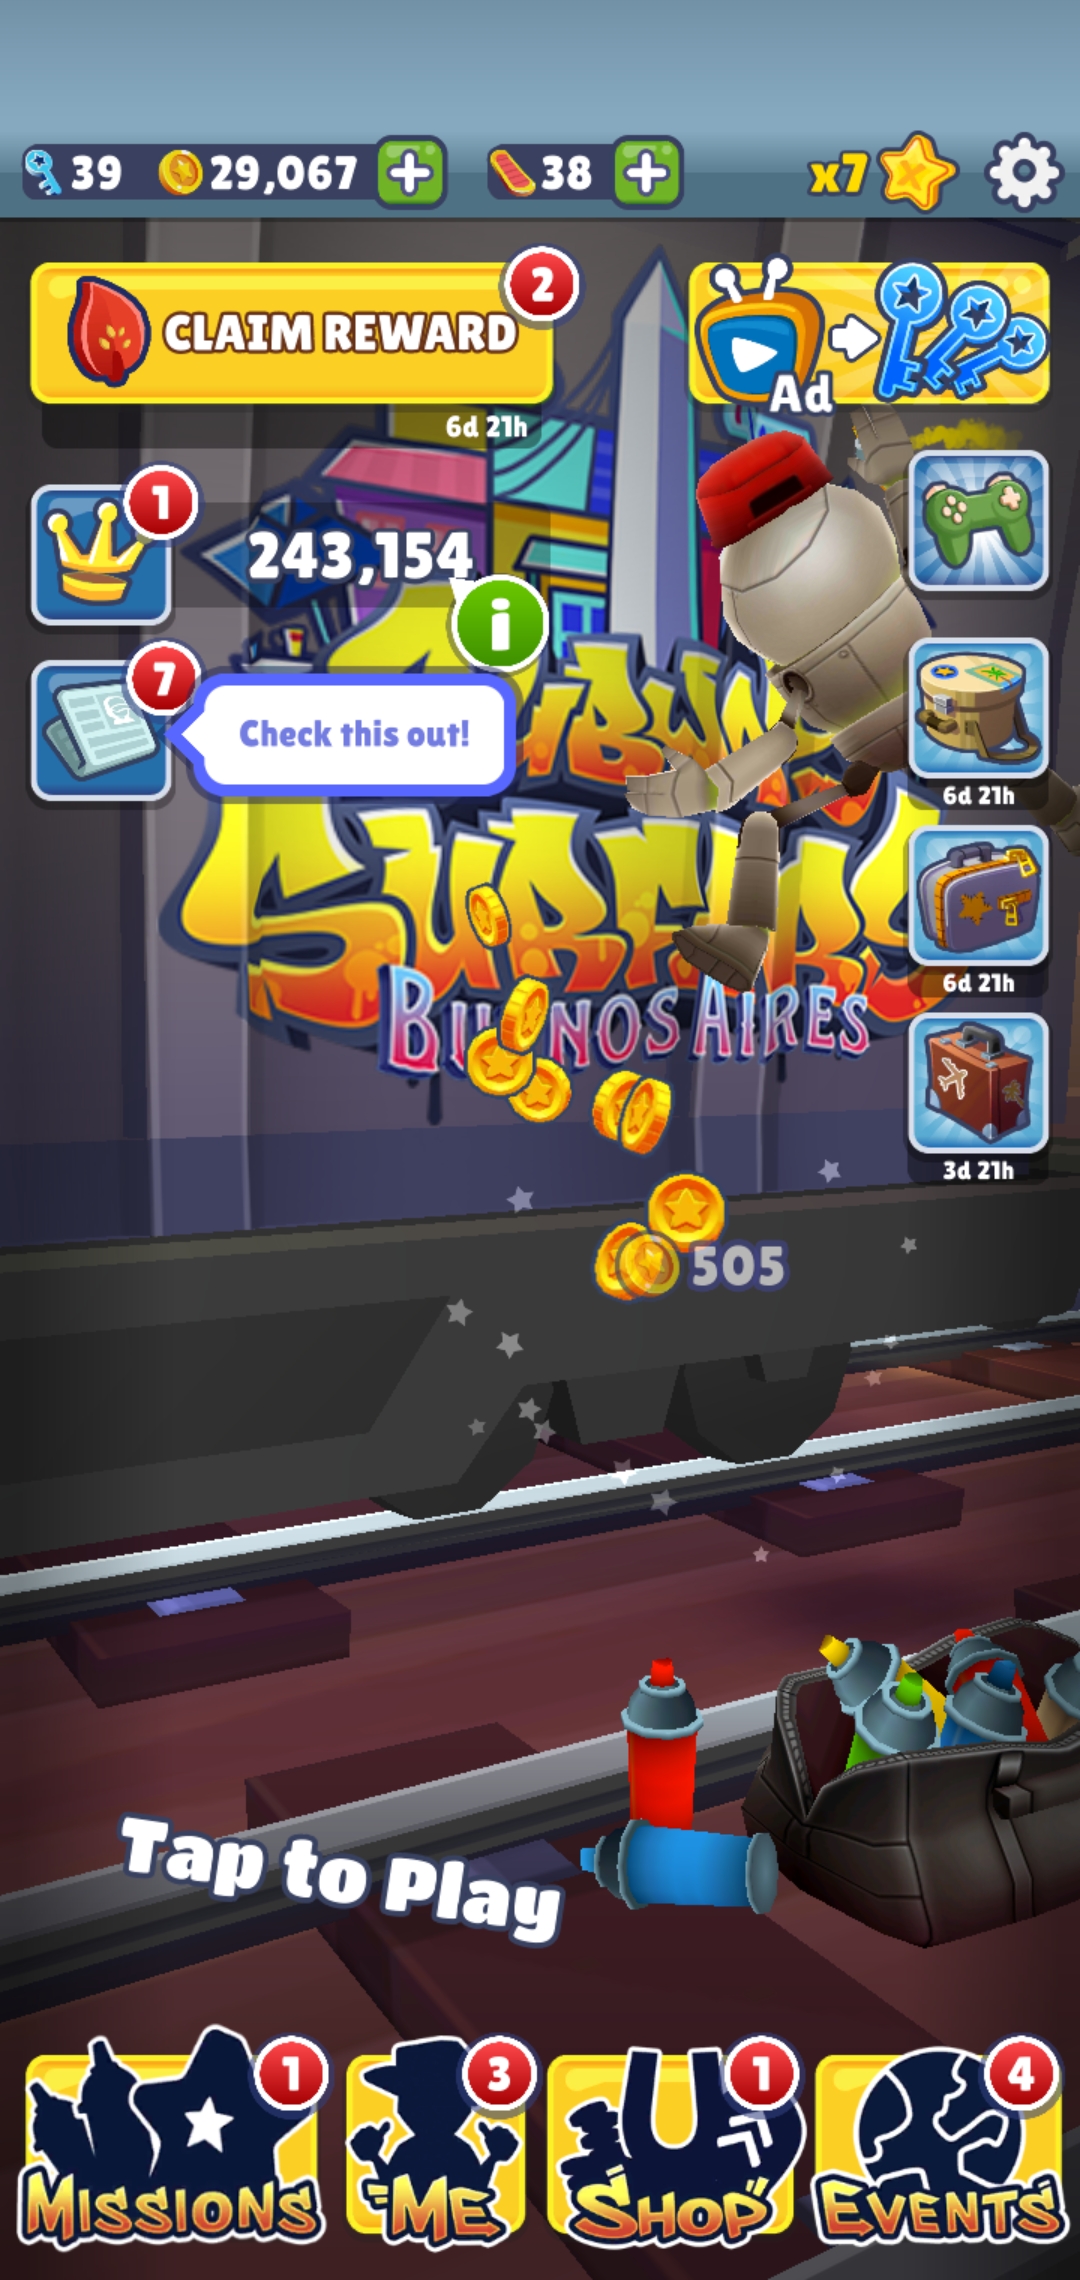 39 29,067 38 x7
2
CLAIM REWARD
Ad
6d 21h
1
243,154
i
7
Check this out!
6d 21h
SUBWAY
SURFERS
6d 21h
BUENOS AIRES
3d 21h
505
Tap to Play
1 3 1 4
MISSIONS ME SHOP EVENTS